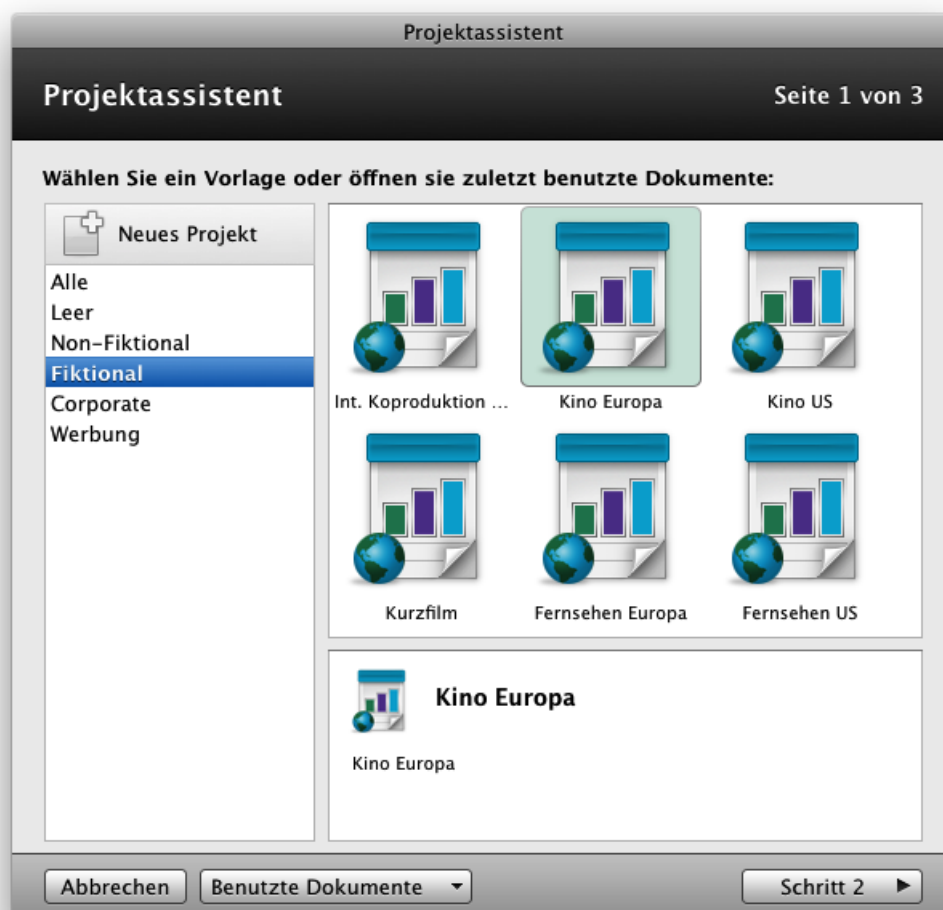 Projektassistent
Projektassistent
Seite 1 von 3
Wählen Sie ein Vorlage oder öffnen sie zuletzt benutzte Dokumente:
Neues Projekt
Alle
Leer
Non-Fiktional
Fiktional
Corporate
Werbung
Int. Koproduktion ...
Kino Europa
Kino US
Kurzfilm
Fernsehen Europa
Fernsehen US
Kino Europa
Kino Europa
Abbrechen
Benutzte Dokumente
Schritt 2